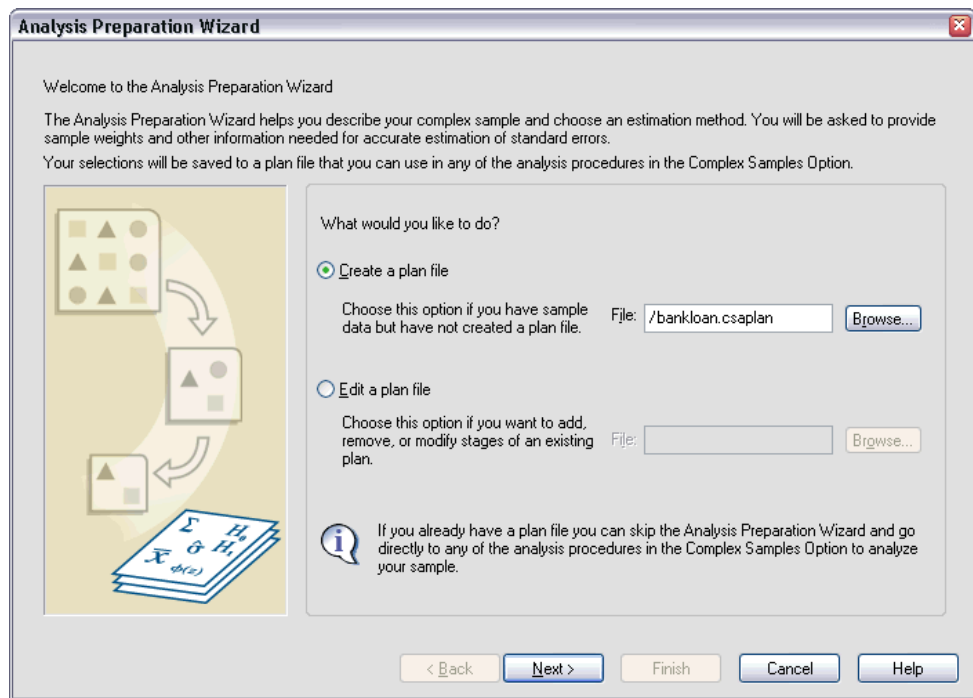 Analysis Preparation Wizard
Welcome to the Analysis Preparation Wizard
The Analysis Preparation Wizard helps you describe your complex sample and choose an estimation method. You will be asked to provide
sample weights and other information needed for accurate estimation of standard errors.
Your selections will be saved to a plan file that you can use in any of the analysis procedures in the Complex Samples Option.
What would you like to do?
Create a plan file
Choose this option if you have sample
data but have not created a plan file.
File: /bankloan.csaplan Browse...
Edit a plan file
Choose this option if you want to add,
remove, or modify stages of an existing
plan.
File: Browse...
Σ H₀
X̅ σ̂ H₁
φ(z)
If you already have a plan file you can skip the Analysis Preparation Wizard and go
directly to any of the analysis procedures in the Complex Samples Option to analyze
your sample.
< Back Next > Finish Cancel Help